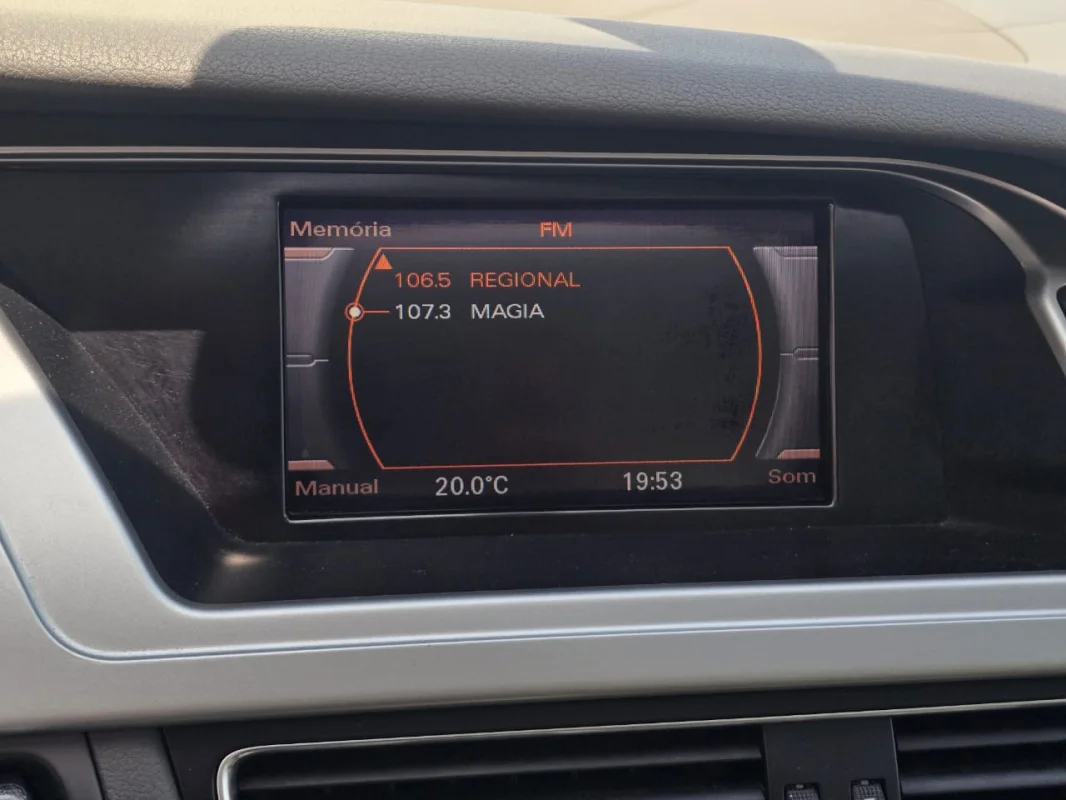 Memória FM
106.5 REGIONAL
107.3 MAGIA
Manual 20.0°C 19:53 Som